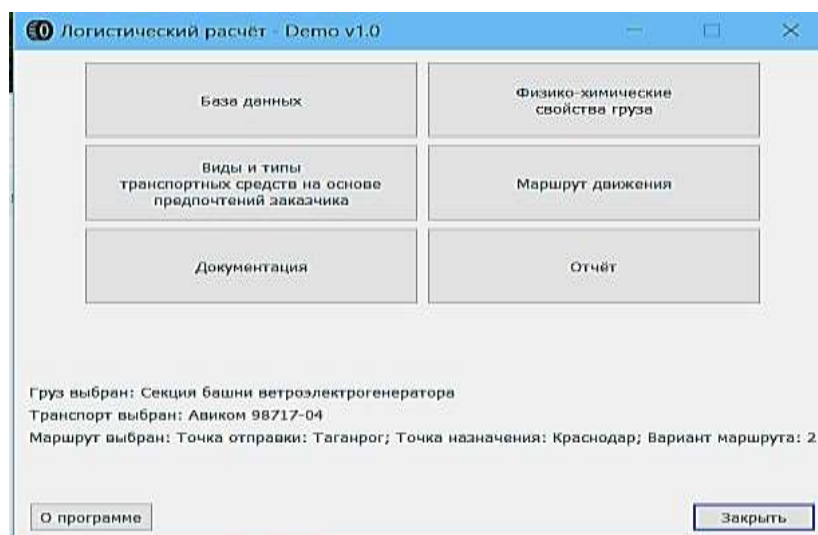 Логистический расчёт - Demo v1.0
База данных
Физико-химические
свойства груза
Виды и типы
транспортных средств на основе
предпочтений заказчика
Маршрут движения
Документация
Отчёт
Груз выбран: Секция башни ветроэлектрогенератора
Транспорт выбран: Авиком 98717-04
Маршрут выбран: Точка отправки: Таганрог; Точка назначения: Краснодар; Вариант маршрута: 2
О программе
Закрыть